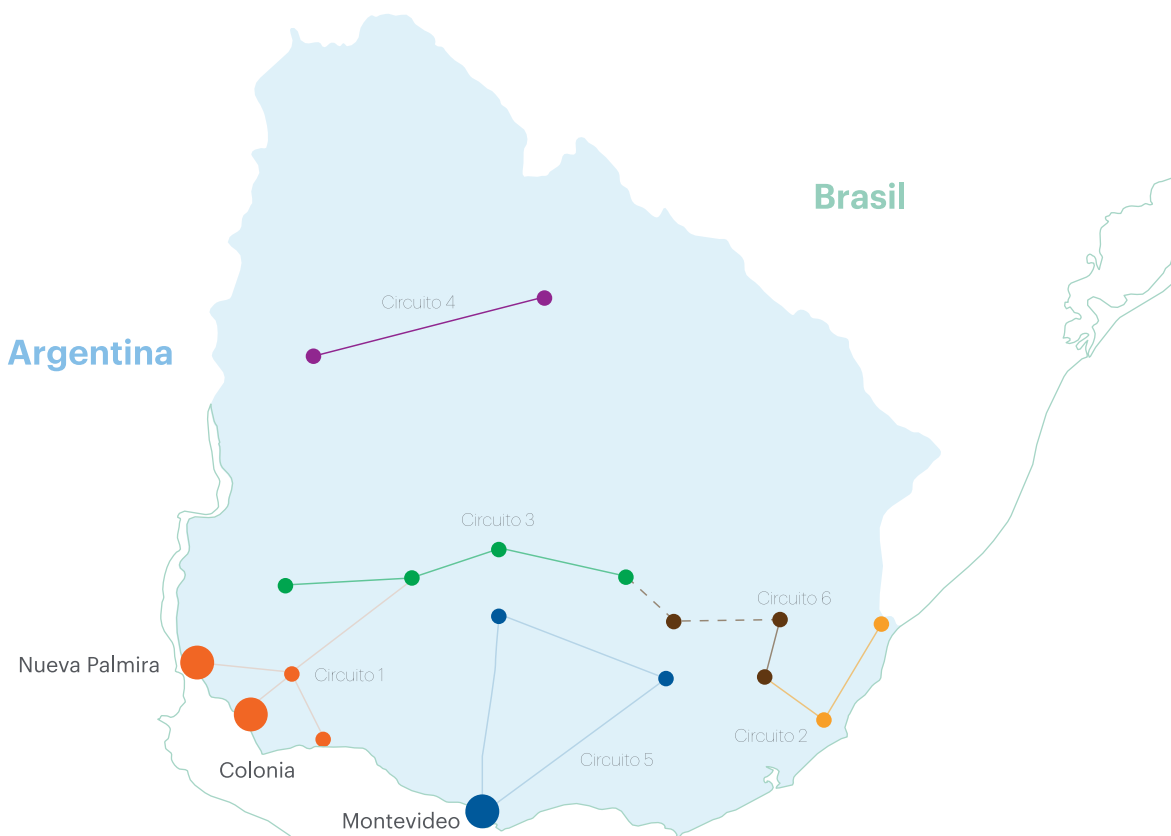 Brasil
Circuito 4
Argentina
Circuito 3
Circuito 6
Nueva Palmira
Circuito 1
Circuito 2
Circuito 5
Colonia
Montevideo